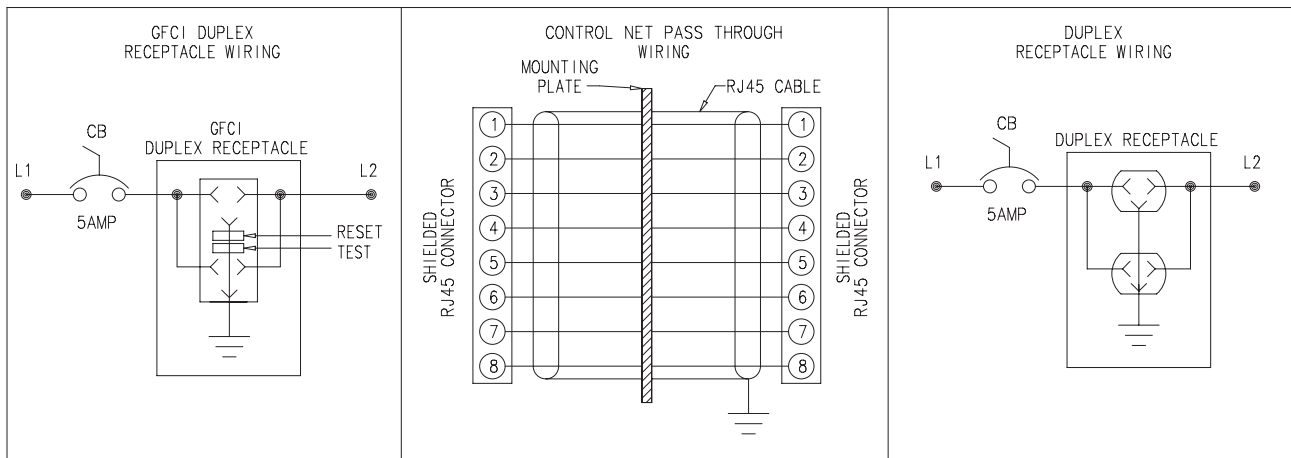 GFCI DUPLEX
RECEPTACLE WIRING
CB
GFCI
DUPLEX RECEPTACLE
L1
L2
5AMP
RESET
TEST
CONTROL NET PASS THROUGH
WIRING
MOUNTING
PLATE
RJ45 CABLE
SHIELDED
RJ45 CONNECTOR
1
2
3
4
5
6
7
8
1
2
3
4
5
6
7
8
SHIELDED
RJ45 CONNECTOR
DUPLEX
RECEPTACLE WIRING
CB
DUPLEX RECEPTACLE
L1
L2
5AMP